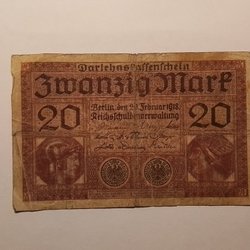 Darlehnskassenschein
Zwanzig Mark
Berlin, den 20. Februar 1918.
Reichsschuldenverwaltung
20 20